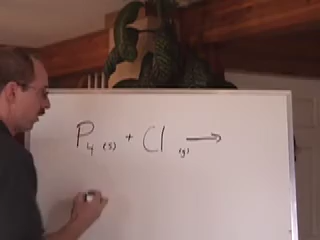 P₄ (s) + Cl (g) →